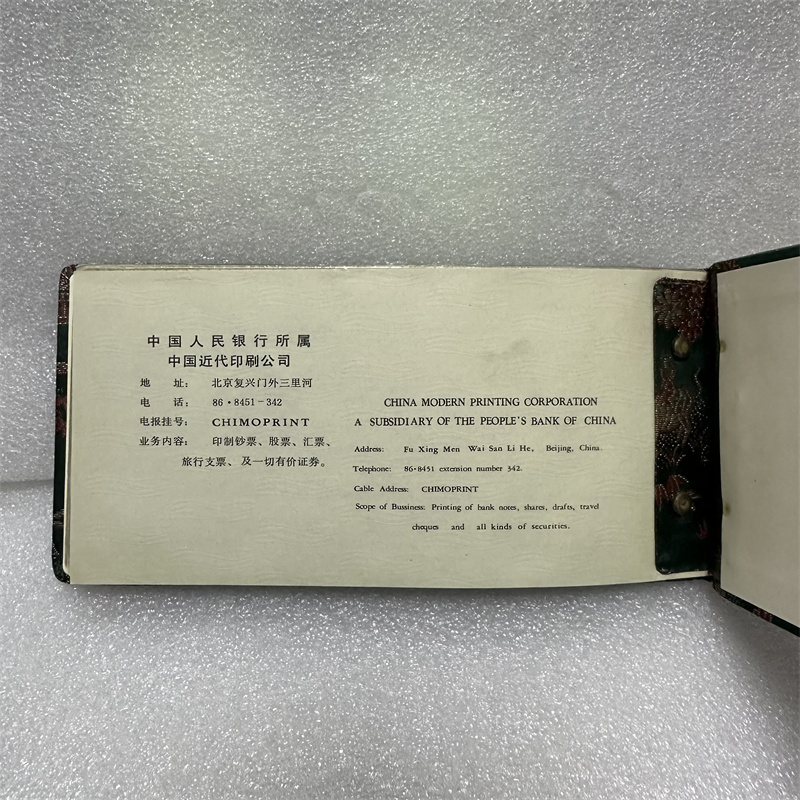 中国人民银行所属
中国近代印刷公司
地 址： 北京复兴门外三里河
电 话： 86·8451-342
电报挂号： CHIMOPRINT
业务内容： 印制钞票、股票、汇票、
旅行支票、及一切有价证券。
CHINA MODERN PRINTING CORPORATION
A SUBSIDIARY OF THE PEOPLE'S BANK OF CHINA
Address: Fu Xing Men Wai San Li He, Beijing, China.
Telephone: 86·8451 extension number 342.
Cable Address: CHIMOPRINT
Scope of Bussiness: Printing of bank notes, shares, drafts, travel
cheques and all kinds of securities.